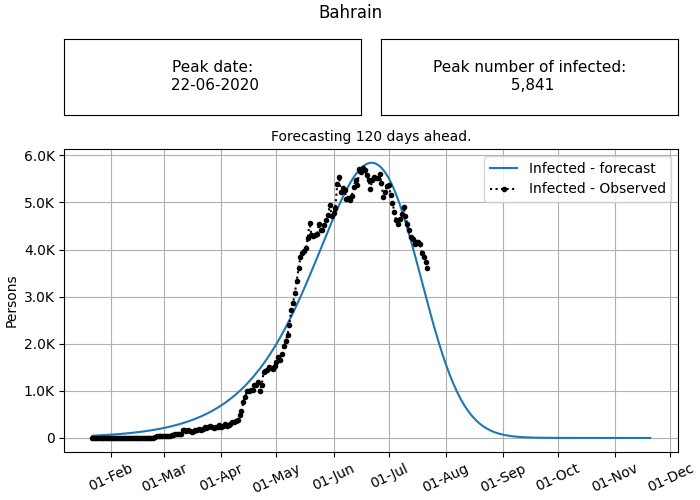 Bahrain
Peak date:
22-06-2020
Peak number of infected:
5,841
Forecasting 120 days ahead.
Infected - forecast
Infected - Observed
Persons
6.0K
5.0K
4.0K
3.0K
2.0K
1.0K
0
01-Feb
01-Mar
01-Apr
01-May
01-Jun
01-Jul
01-Aug
01-Sep
01-Oct
01-Nov
01-Dec